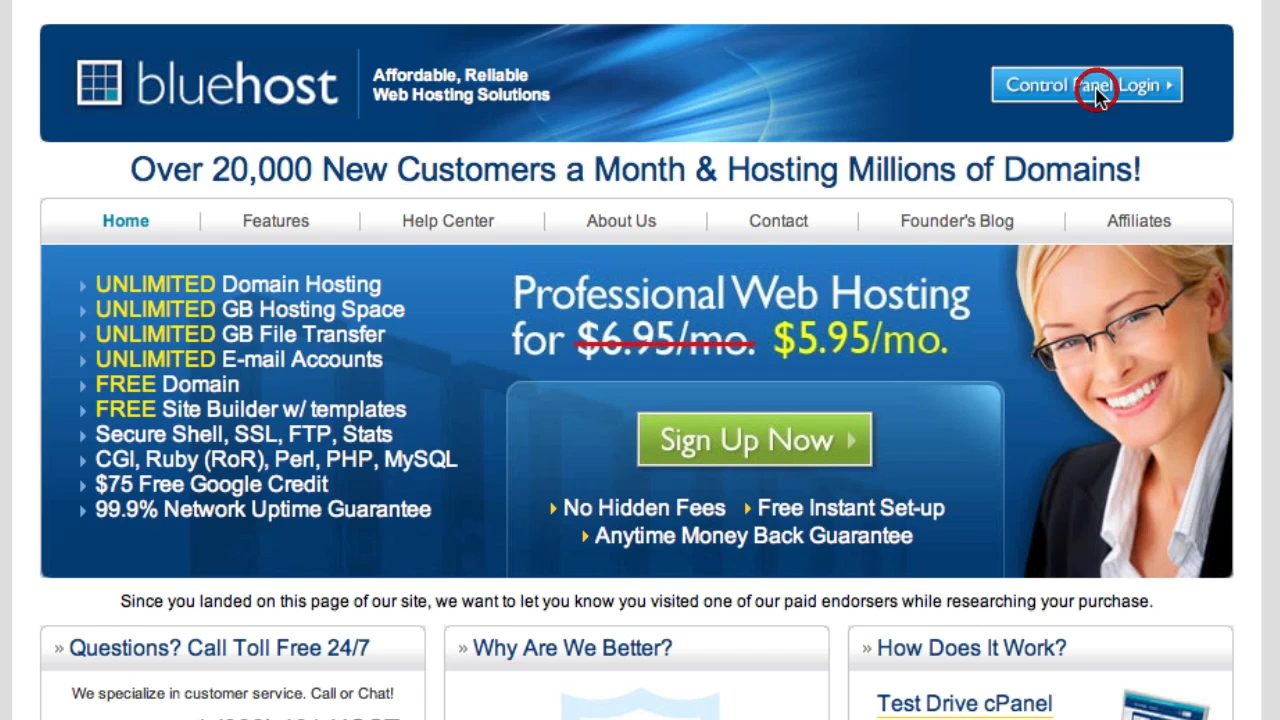 bluehost
Affordable, Reliable
Web Hosting Solutions
Control Panel Login
Over 20,000 New Customers a Month & Hosting Millions of Domains!
Home
Features
Help Center
About Us
Contact
Founder's Blog
Affiliates
UNLIMITED Domain Hosting
UNLIMITED GB Hosting Space
UNLIMITED GB File Transfer
UNLIMITED E-mail Accounts
FREE Domain
FREE Site Builder w/ templates
Secure Shell, SSL, FTP, Stats
CGI, Ruby (RoR), Perl, PHP, MySQL
$75 Free Google Credit
99.9% Network Uptime Guarantee
Professional Web Hosting
for $6.95/mo. $5.95/mo.
Sign Up Now
No Hidden Fees
Free Instant Set-up
Anytime Money Back Guarantee
Since you landed on this page of our site, we want to let you know you visited one of our paid endorsers while researching your purchase.
» Questions? Call Toll Free 24/7
We specialize in customer service. Call or Chat!
» Why Are We Better?
» How Does It Work?
Test Drive cPanel